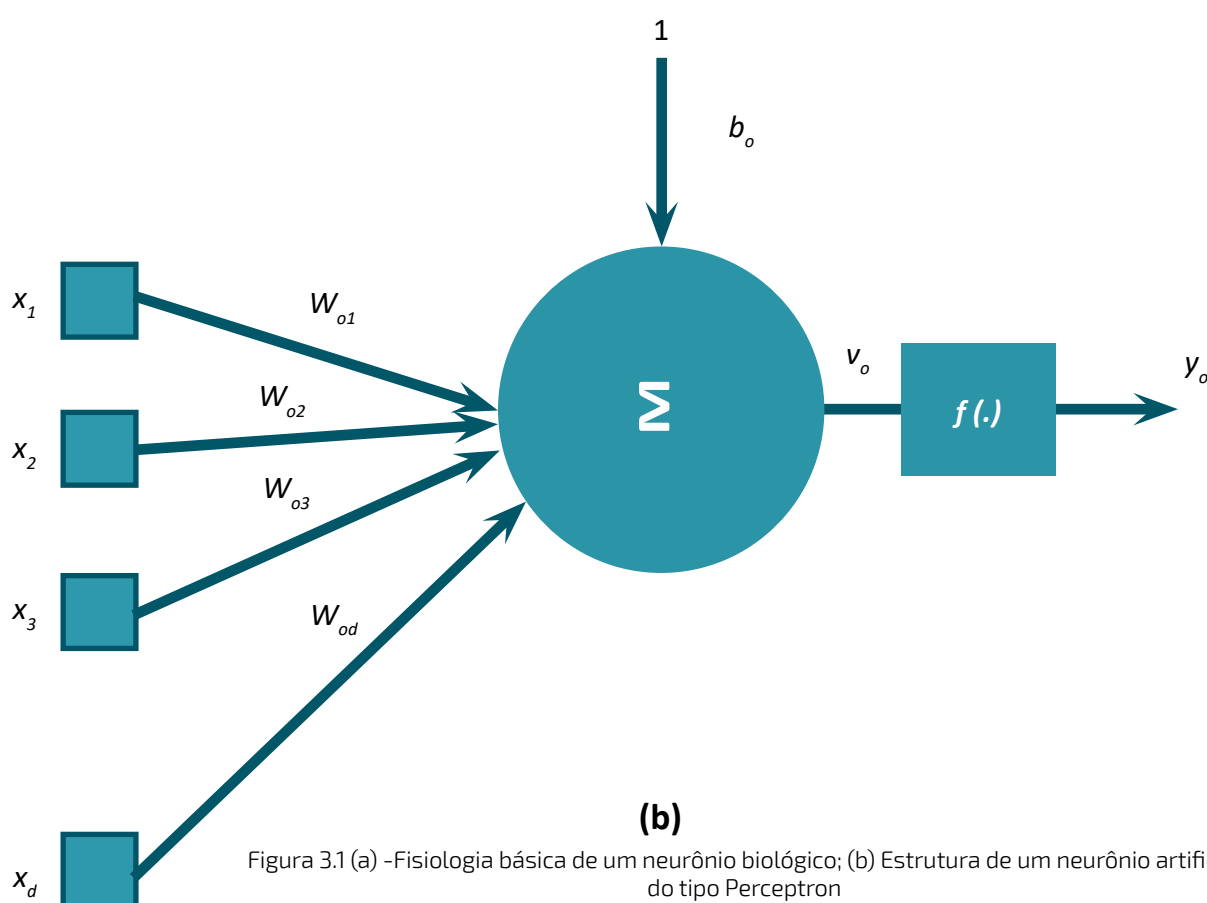 1
b_o
x_1
W_o1
W_o2
x_2
W_o3
x_3
W_od
x_d
Σ
v_o
f (.)
y_o
(b)
Figura 3.1 (a) -Fisiologia básica de um neurônio biológico; (b) Estrutura de um neurônio artifi
do tipo Perceptron